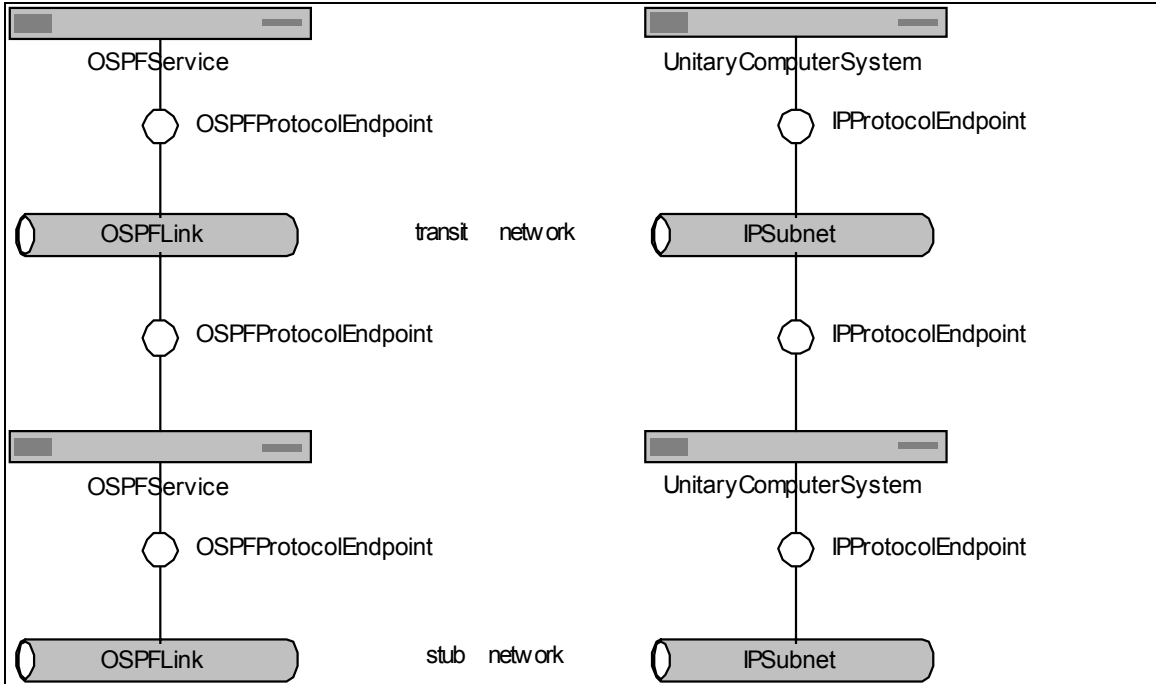 OSPFService UnitaryComputerSystem
OSPFProtocolEndpoint IPProtocolEndpoint
OSPFLink transit network IPSubnet
OSPFProtocolEndpoint IPProtocolEndpoint
OSPFService UnitaryComputerSystem
OSPFProtocolEndpoint IPProtocolEndpoint
OSPFLink stub network IPSubnet